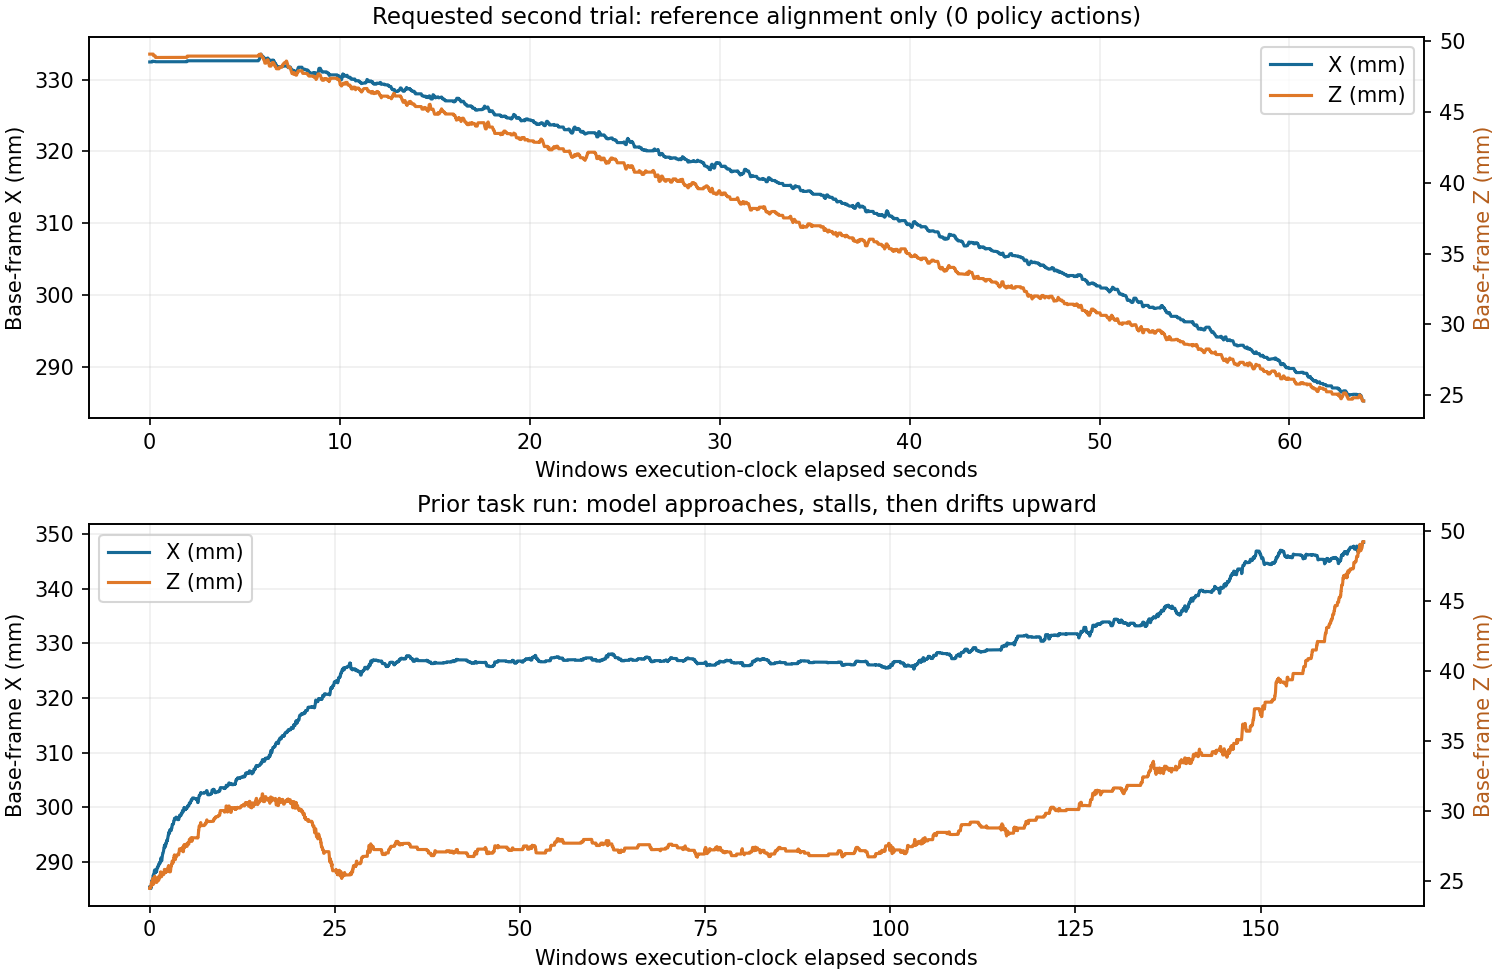 Requested second trial: reference alignment only (0 policy actions)
Base-frame X (mm)
330
320
310
300
290
X (mm)
Z (mm)
50
45
40
35
30
25
Base-frame Z (mm)
0 10 20 30 40 50 60
Windows execution-clock elapsed seconds
Prior task run: model approaches, stalls, then drifts upward
Base-frame X (mm)
350
340
330
320
310
300
290
X (mm)
Z (mm)
50
45
40
35
30
25
Base-frame Z (mm)
0 25 50 75 100 125 150
Windows execution-clock elapsed seconds